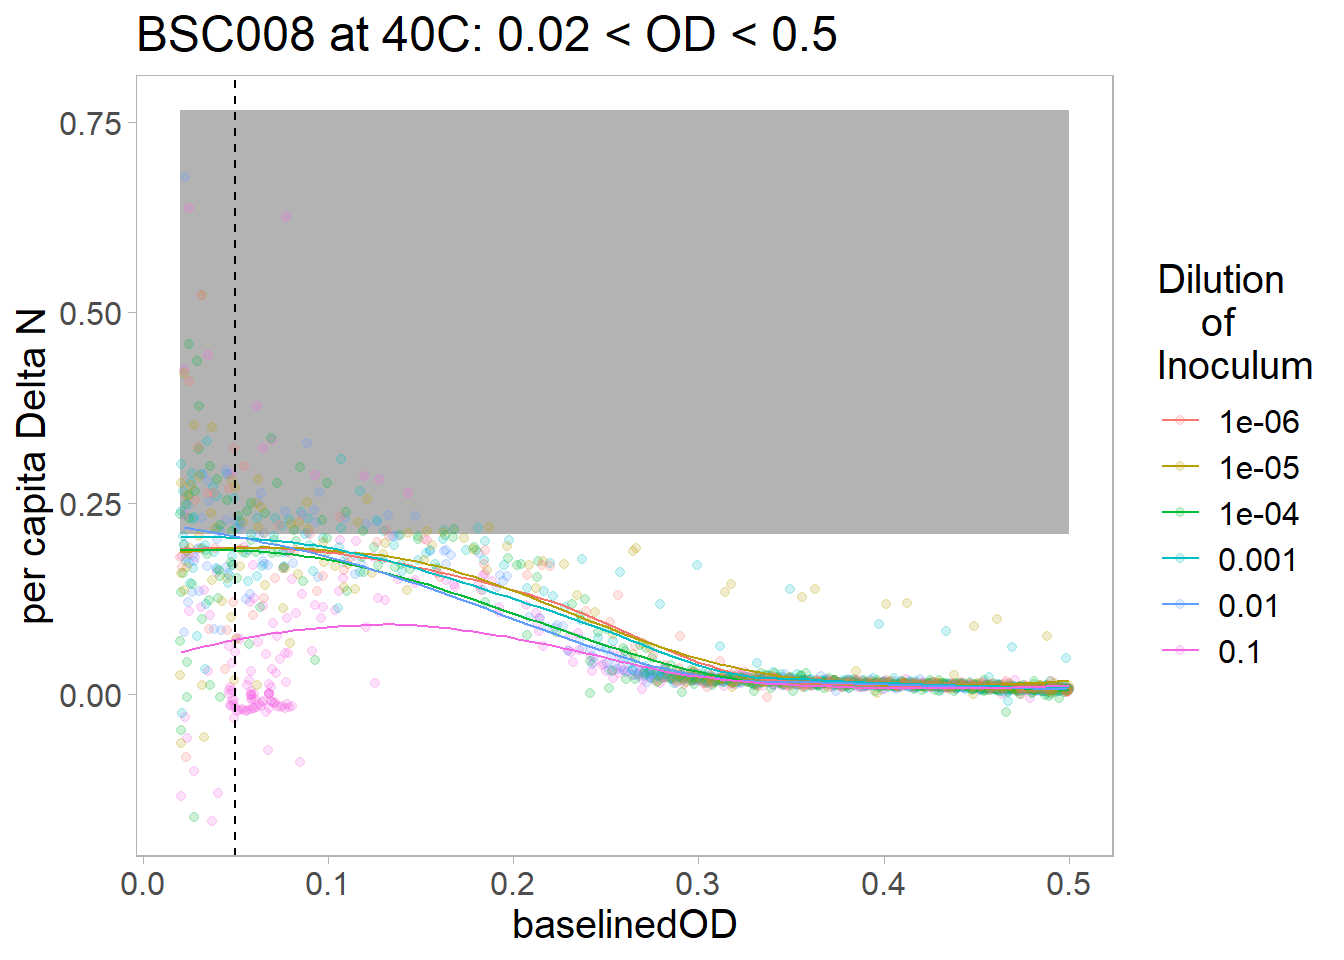 BSC008 at 40C: 0.02 < OD < 0.5
per capita Delta N
0.75
0.50
0.25
0.00
0.0 0.1 0.2 0.3 0.4 0.5
baselinedOD
Dilution
of
Inoculum
1e-06
1e-05
1e-04
0.001
0.01
0.1